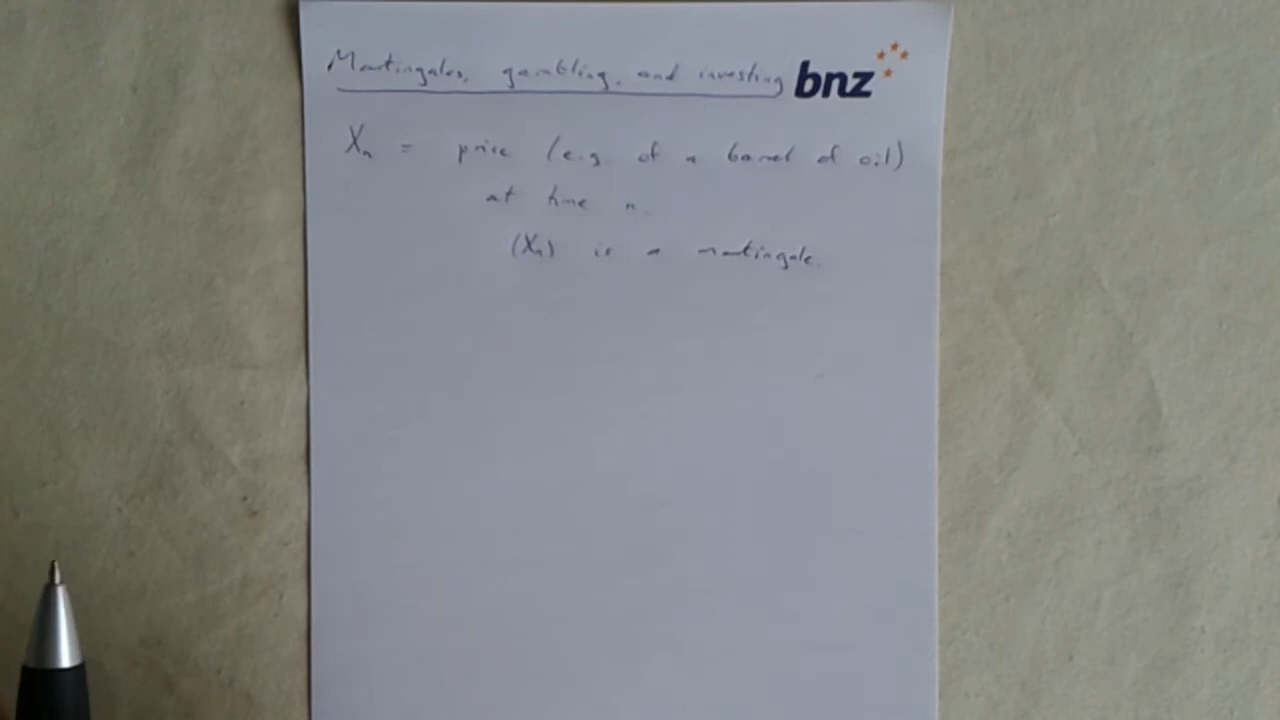 Martingales, gambling, and investing
bnz
Xₙ = price (e.g. of a barrel of oil)
at time n.
(Xₙ) is a martingale.